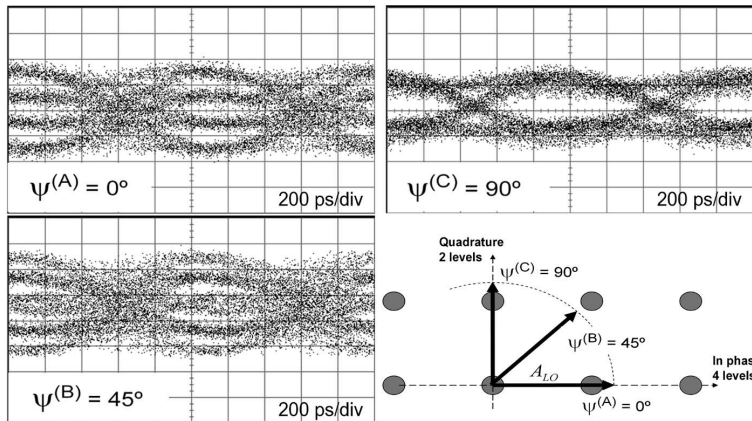 ψ(A) = 0º
200 ps/div
ψ(C) = 90º
200 ps/div
ψ(B) = 45º
200 ps/div
Quadrature
2 levels
ψ(C) = 90º
ψ(B) = 45º
In phas
4 levels
A_LO
ψ(A) = 0º